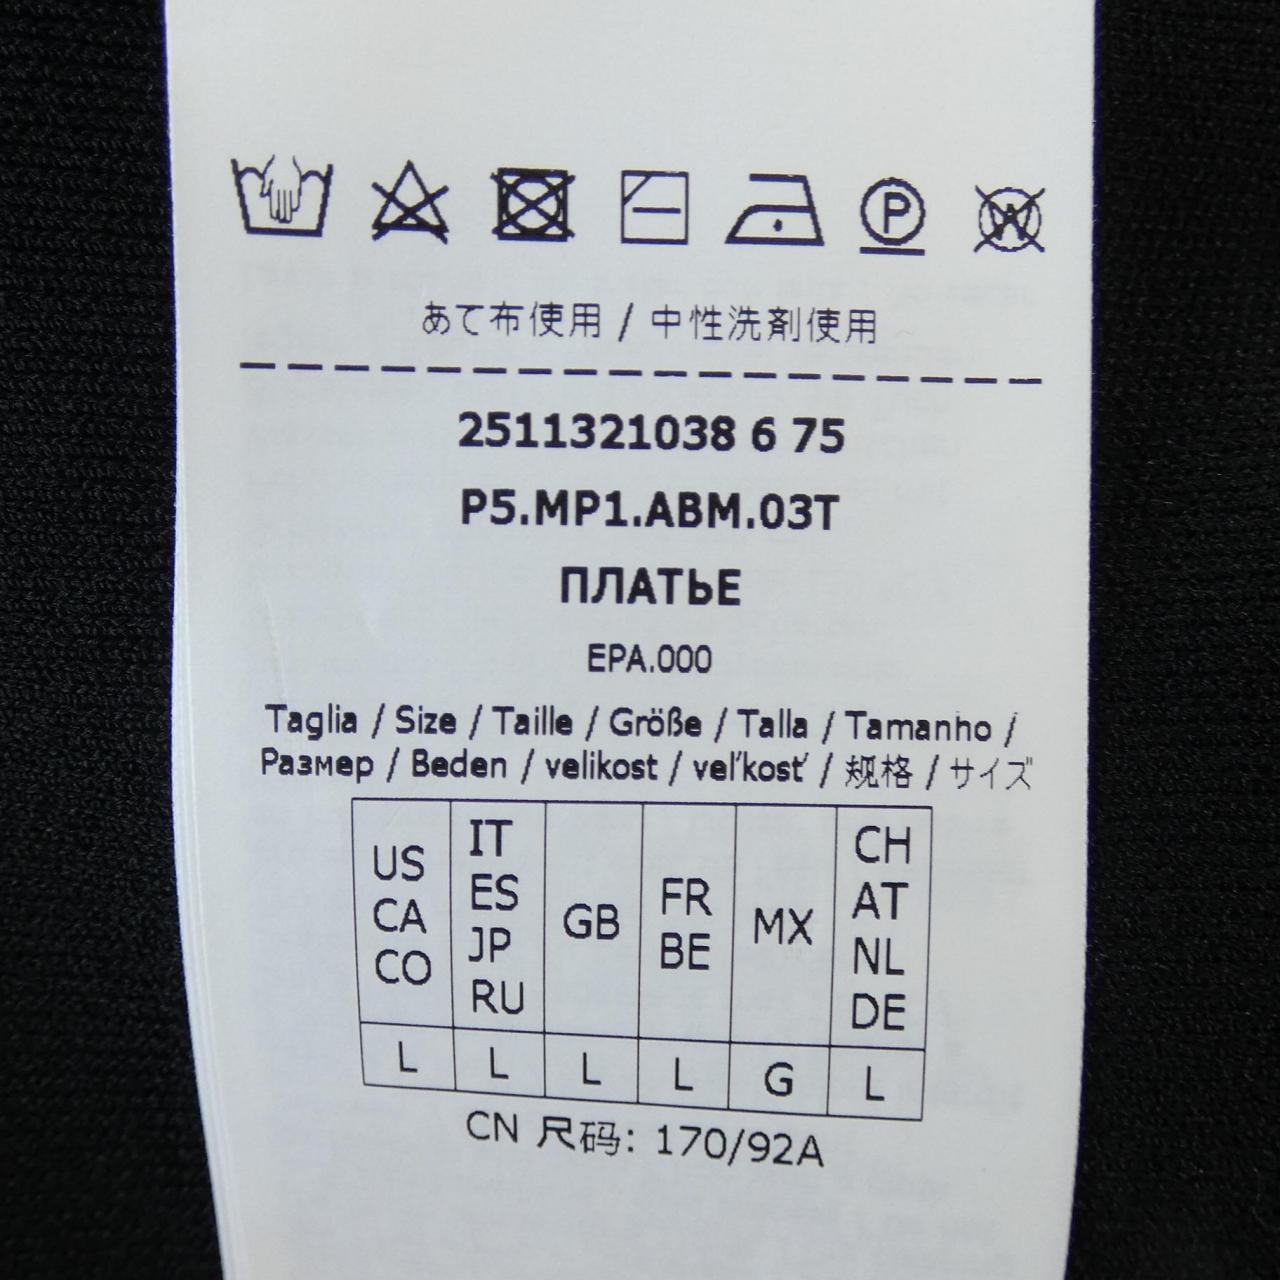 P W
あて布使用 / 中性洗剤使用
2511321038 6 75
P5.MP1.ABM.03T
ПЛАТЬЕ
EPA.000
Taglia / Size / Taille / Größe / Talla / Tamanho /
Размер / Beden / velikost / veľkosť / 规格 / サイズ
US CA CO
IT ES JP RU
GB
FR BE
MX
CH AT NL DE
L L L L G L
CN 尺码: 170/92A